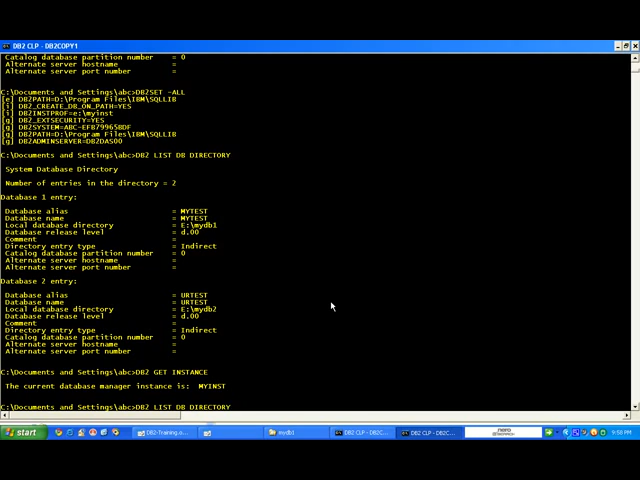 DB2 CLP - DB2COPY1
Catalog database partition number = 0
Alternate server hostname =
Alternate server port number =
C:\Documents and Settings\abc>DB2SET -ALL
[e] DB2PATH=D:\Program Files\IBM\SQLLIB
[i] DB2_CREATE_DB_ON_PATH=YES
[i] DB2INSTPROF=e:\myinst
[g] DB2_EXTSECURITY=YES
[g] DB2SYSTEM=ABC-EFB79965BDF
[g] DB2PATH=D:\Program Files\IBM\SQLLIB
[g] DB2ADMINSERVER=DB2DAS00
C:\Documents and Settings\abc>DB2 LIST DB DIRECTORY
System Database Directory
Number of entries in the directory = 2
Database 1 entry:
Database alias = MYTEST
Database name = MYTEST
Local database directory = E:\mydb1
Database release level = d.00
Comment =
Directory entry type = Indirect
Catalog database partition number = 0
Alternate server hostname =
Alternate server port number =
Database 2 entry:
Database alias = URTEST
Database name = URTEST
Local database directory = E:\mydb2
Database release level = d.00
Comment =
Directory entry type = Indirect
Catalog database partition number = 0
Alternate server hostname =
Alternate server port number =
C:\Documents and Settings\abc>DB2 GET INSTANCE
The current database manager instance is: MYINST
C:\Documents and Settings\abc>DB2 LIST DB DIRECTORY
start
DB2-Training.o...
mydb1
DB2 CLP - DB2C...
DB2 CLP - DB2C...
nero
9:58 PM